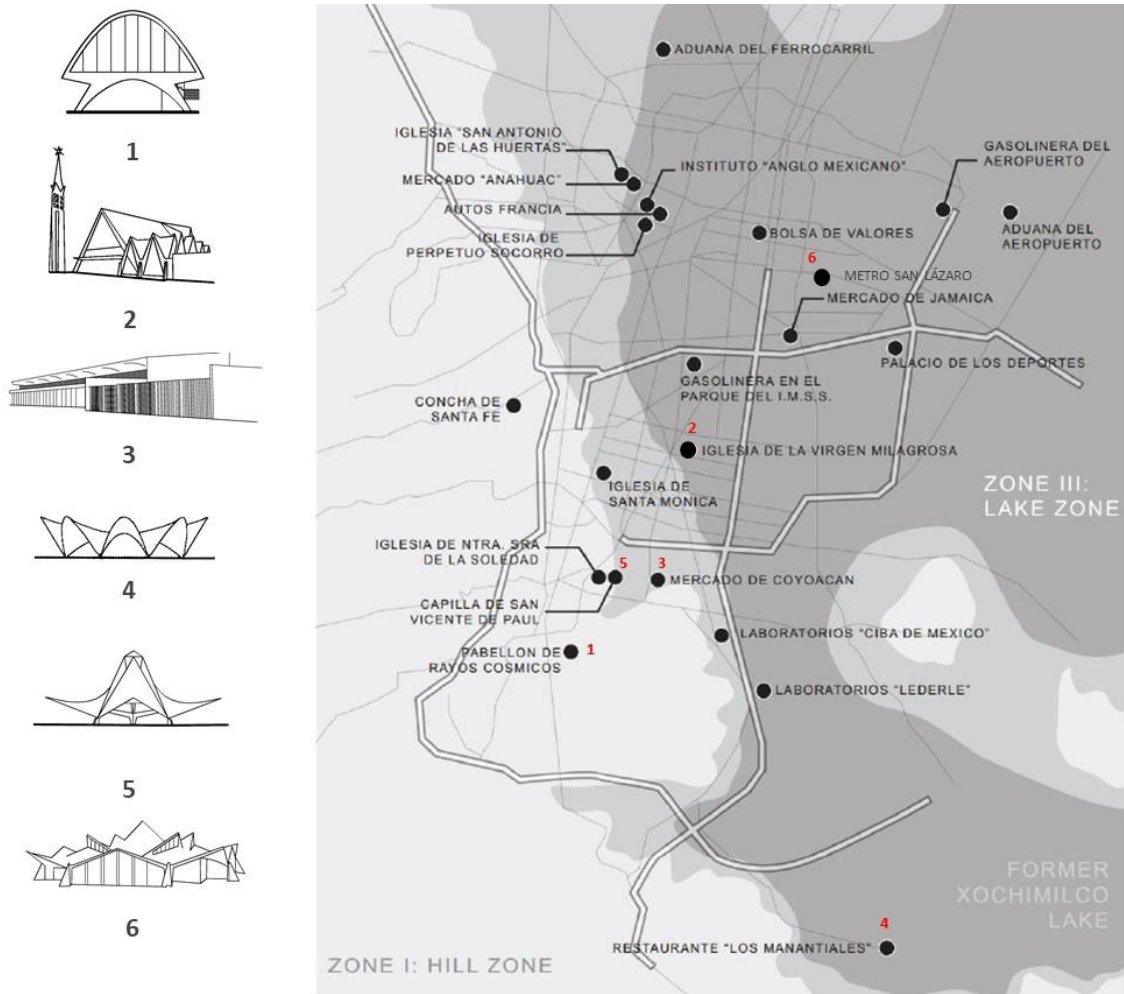 1
2
3
4
5
6
ADUANA DEL FERROCARRIL
IGLESIA "SAN ANTONIO
DE LAS HUERTAS"
MERCADO "ANAHUAC"
INSTITUTO "ANGLO MEXICANO"
AUTOS FRANCIA
IGLESIA DE
PERPETUO SOCORRO
GASOLINERA DEL
AEROPUERTO
ADUANA DEL
AEROPUERTO
BOLSA DE VALORES
6
METRO SAN LÁZARO
MERCADO DE JAMAICA
PALACIO DE LOS DEPORTES
GASOLINERA EN EL
PARQUE DEL I.M.S.S.
CONCHA DE
SANTA FE
2
IGLESIA DE LA VIRGEN MILAGROSA
IGLESIA DE
SANTA MONICA
ZONE III:
LAKE ZONE
IGLESIA DE NTRA. SRA
DE LA SOLEDAD
5
3
MERCADO DE COYOACAN
CAPILLA DE SAN
VICENTE DE PAUL
LABORATORIOS "CIBA DE MEXICO"
PABELLON DE
RAYOS COSMICOS
1
LABORATORIOS "LEDERLE"
FORMER
XOCHIMILCO
LAKE
4
RESTAURANTE "LOS MANANTIALES"
ZONE I: HILL ZONE